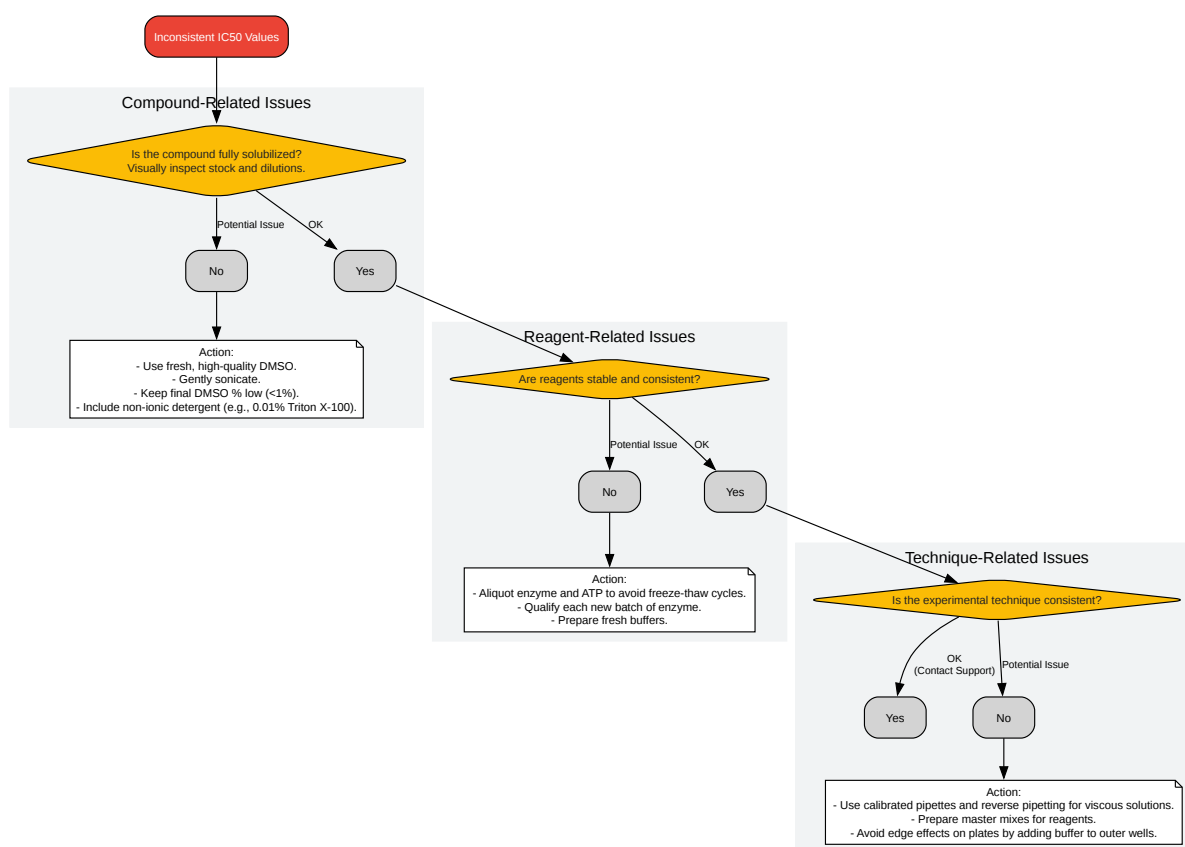 Inconsistent IC50 Values
Compound-Related Issues
Is the compound fully solubilized?
Visually inspect stock and dilutions.
Potential Issue
OK
No
Yes
Action:
- Use fresh, high-quality DMSO.
- Gently sonicate.
- Keep final DMSO % low (<1%).
- Include non-ionic detergent (e.g., 0.01% Triton X-100).
Reagent-Related Issues
Are reagents stable and consistent?
Potential Issue
OK
No
Yes
Action:
- Aliquot enzyme and ATP to avoid freeze-thaw cycles.
- Qualify each new batch of enzyme.
- Prepare fresh buffers.
Technique-Related Issues
Is the experimental technique consistent?
OK
(Contact Support)
Potential Issue
Yes
No
Action:
- Use calibrated pipettes and reverse pipetting for viscous solutions.
- Prepare master mixes for reagents.
- Avoid edge effects on plates by adding buffer to outer wells.